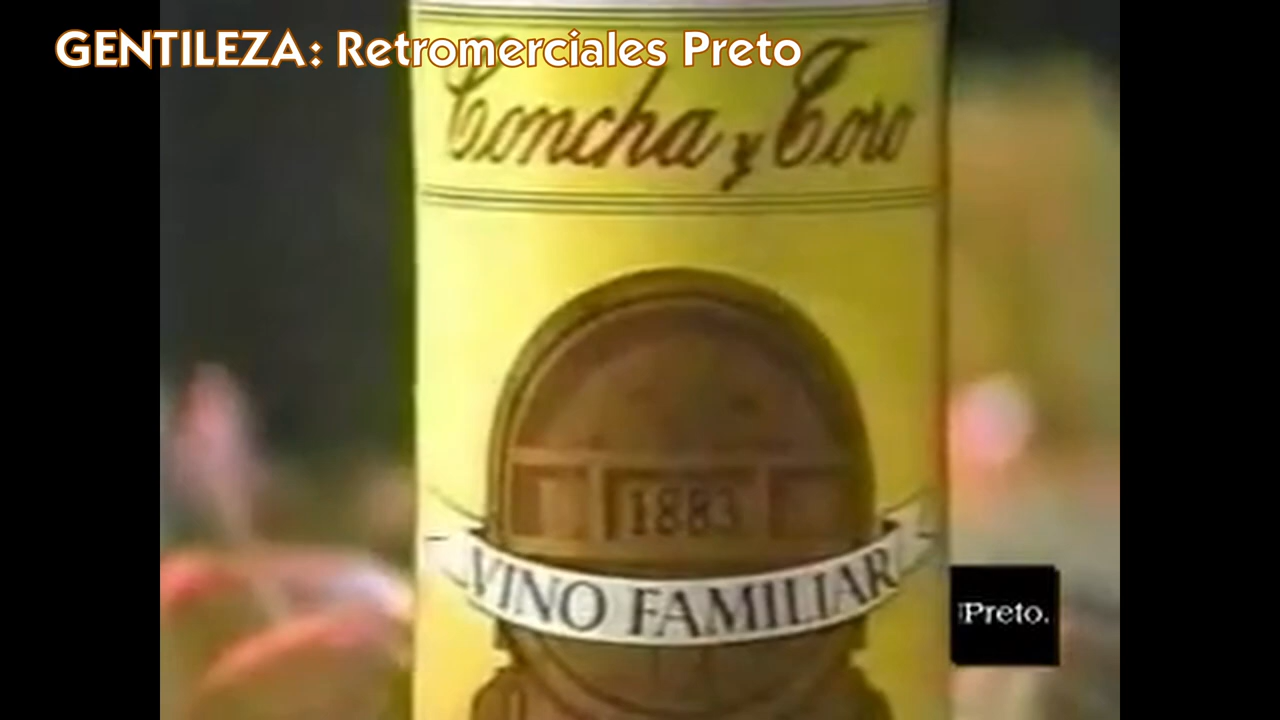 GENTILEZA: Retromerciales Preto
Concha y Toro
1883
VINO FAMILIAR
Preto.